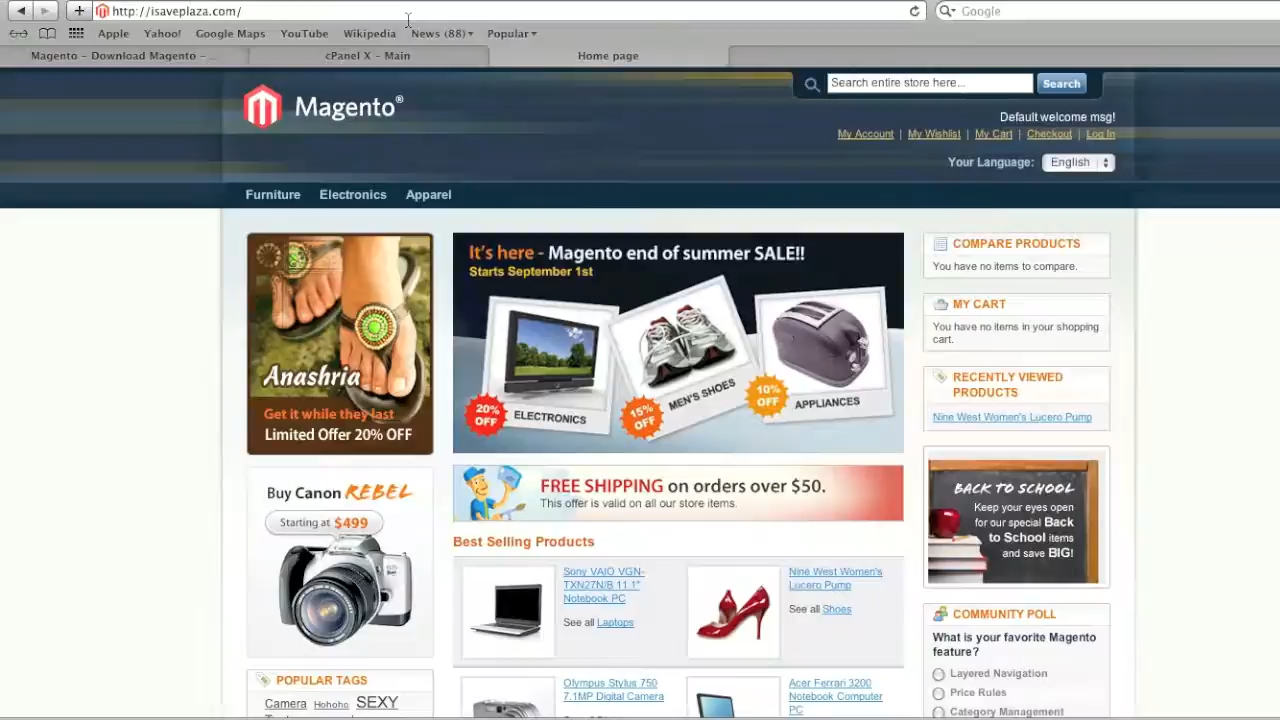 http://isaveplaza.com/
Google
Apple Yahoo! Google Maps YouTube Wikipedia News (88) Popular
Magento – Download Magento – ...
cPanel X – Main
Home page
Magento®
Search entire store here...
Search
Default welcome msg!
My Account | My Wishlist | My Cart | Checkout | Log In
Your Language: English
Furniture Electronics Apparel
Anashria
Get it while they last
Limited Offer 20% OFF
It's here - Magento end of summer SALE!!
Starts September 1st
20% OFF
ELECTRONICS
15% OFF
MEN'S SHOES
10% OFF
APPLIANCES
COMPARE PRODUCTS
You have no items to compare.
MY CART
You have no items in your shopping
cart.
RECENTLY VIEWED
PRODUCTS
Nine West Women's Lucero Pump
Buy Canon REBEL
Starting at $499
FREE SHIPPING on orders over $50.
This offer is valid on all our store items.
BACK TO SCHOOL
Keep your eyes open
for our special Back
to School items
and save BIG!
Best Selling Products
Sony VAIO VGN-
TXN27N/B 11.1"
Notebook PC
See all Laptops
Nine West Women's
Lucero Pump
See all Shoes
Olympus Stylus 750
7.1MP Digital Camera
Acer Ferrari 3200
Notebook Computer
PC
POPULAR TAGS
Camera Hohoho SEXY
COMMUNITY POLL
What is your favorite Magento
feature?
Layered Navigation
Price Rules
Category Management